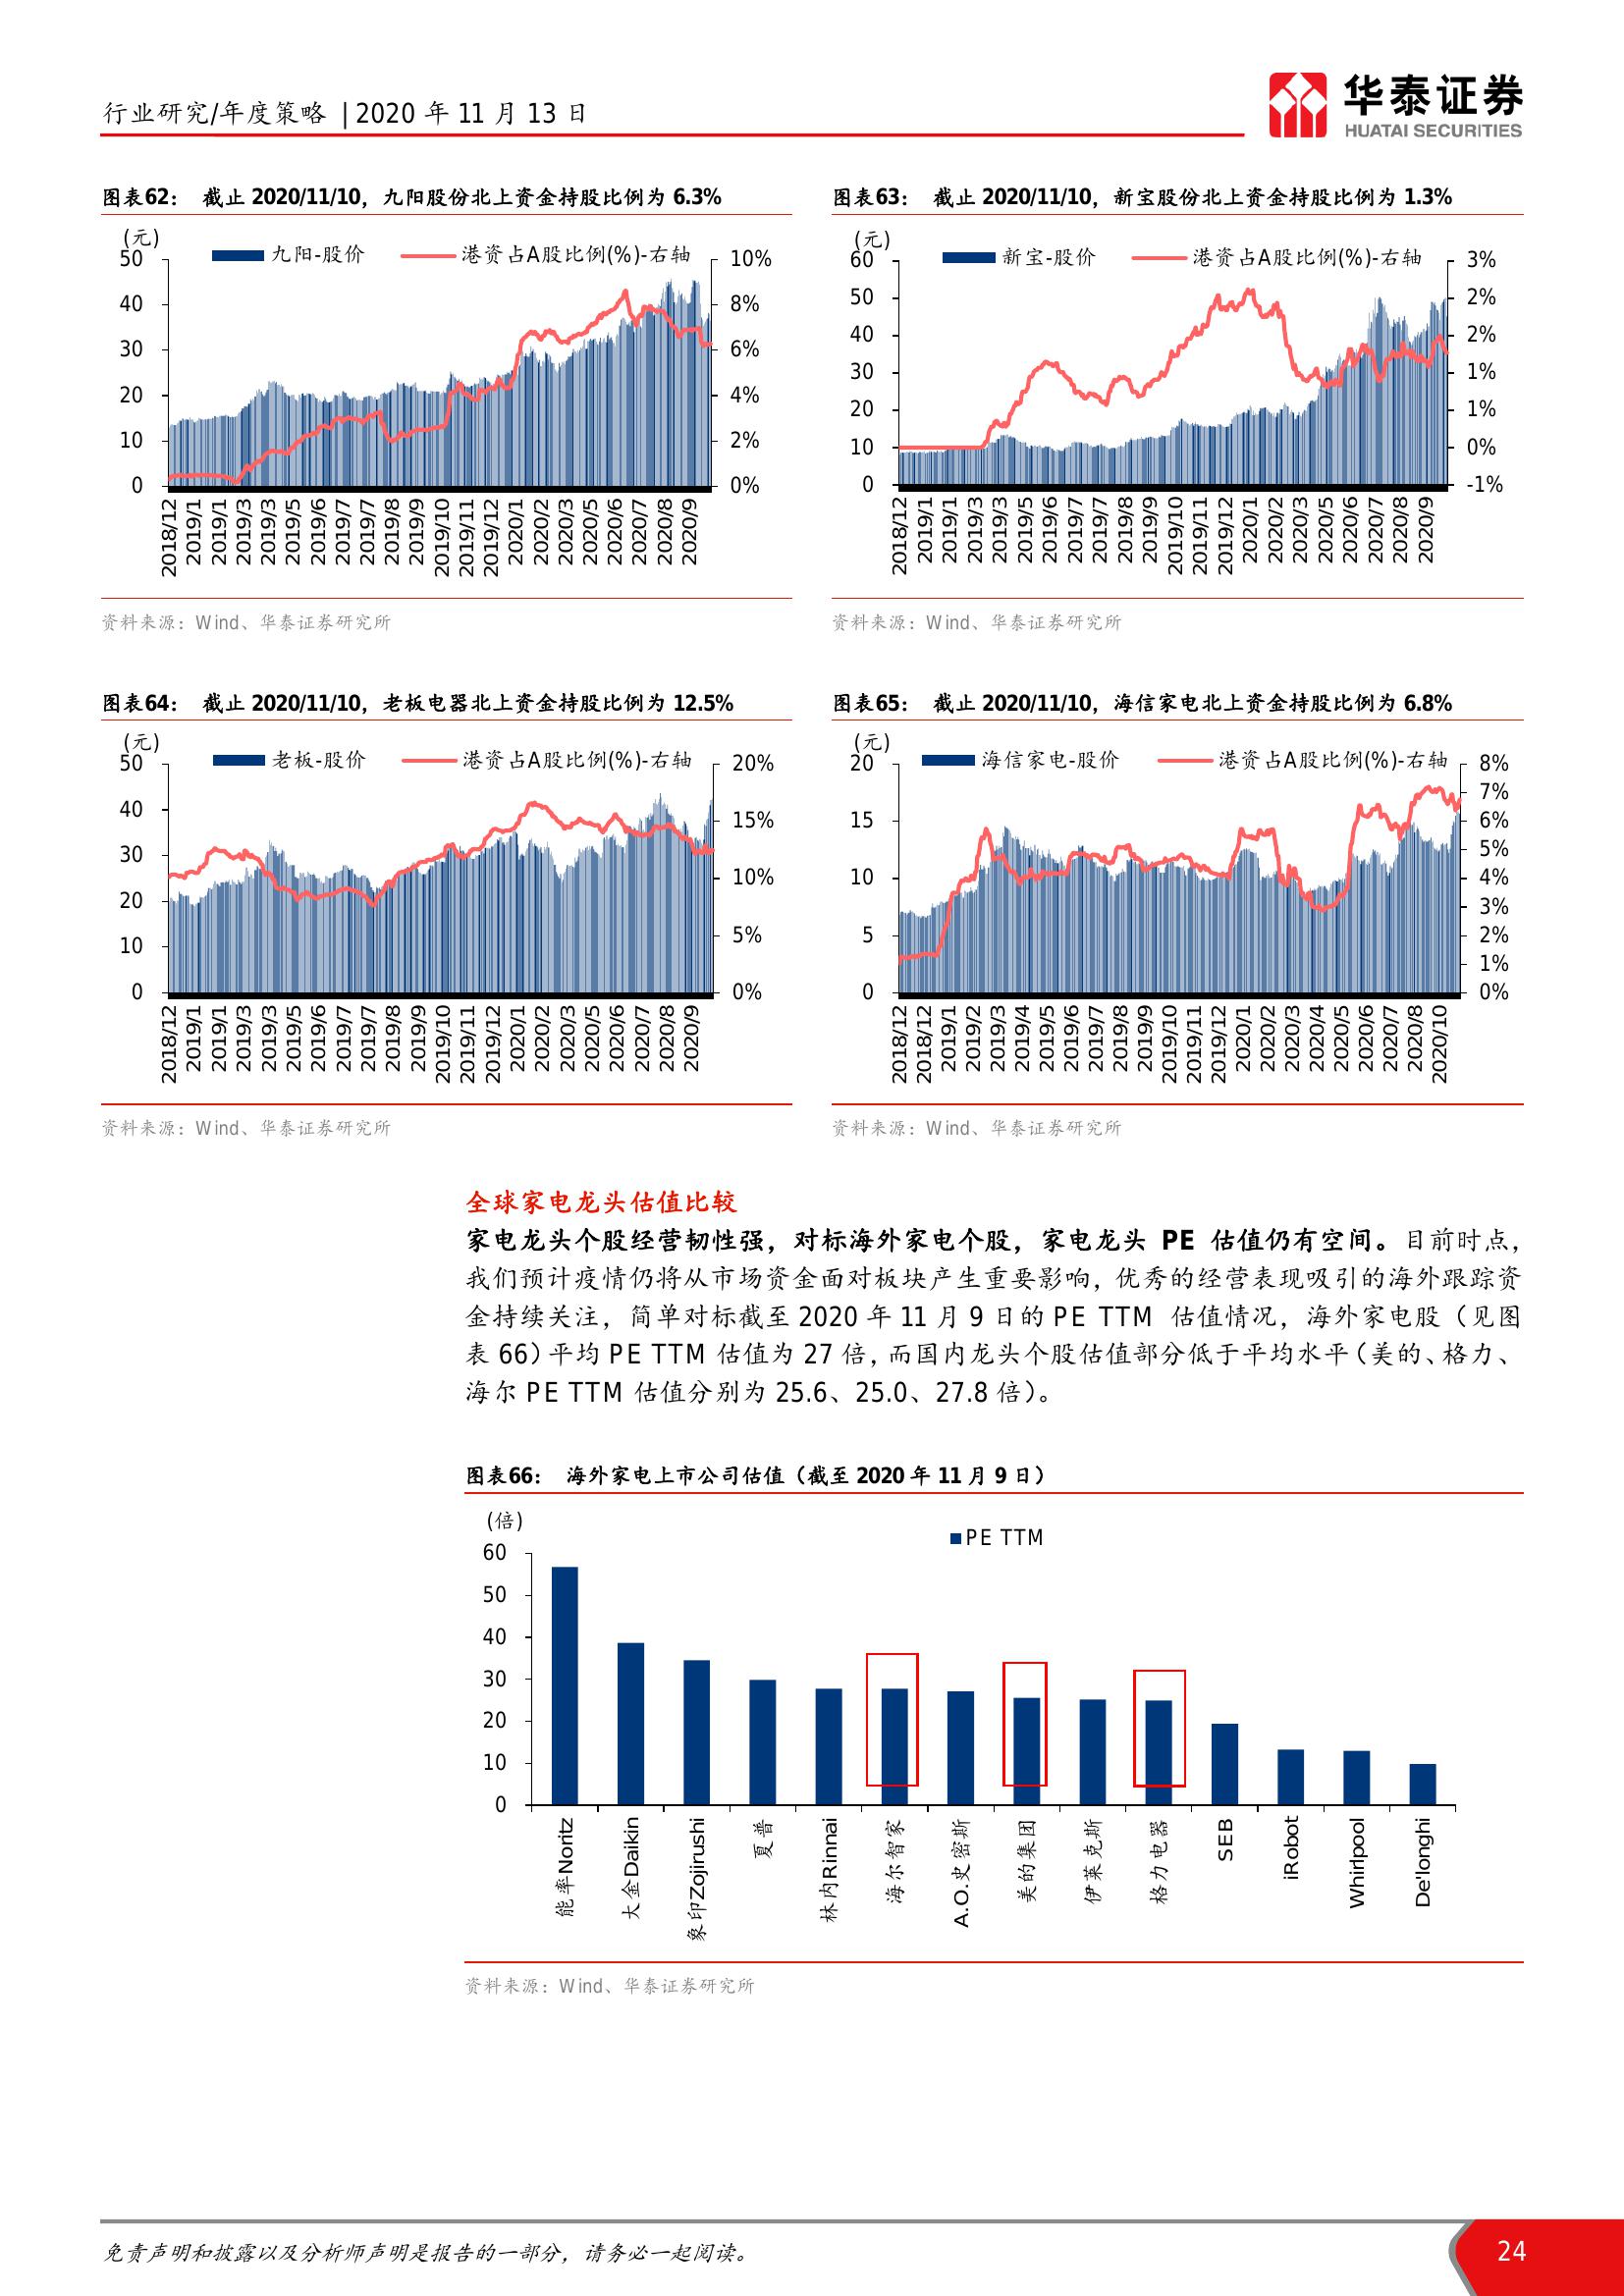 行业研究/年度策略 | 2020 年 11 月 13 日
华泰证券
HUATAI SECURITIES
图表62： 截止 2020/11/10，九阳股份北上资金持股比例为 6.3%
(元)
九阳-股价 港资占A股比例(%)-右轴
50 10%
40 8%
30 6%
20 4%
10 2%
0 0%
2018/12 2019/1 2019/1 2019/3 2019/3 2019/5 2019/6 2019/7 2019/7 2019/8 2019/9 2019/10 2019/11 2019/12 2020/1 2020/2 2020/3 2020/5 2020/6 2020/7 2020/8 2020/9
资料来源：Wind、华泰证券研究所
图表63： 截止 2020/11/10，新宝股份北上资金持股比例为 1.3%
(元)
新宝-股价 港资占A股比例(%)-右轴
60 3%
50 2%
40 2%
30 1%
20 1%
10 0%
0 -1%
2018/12 2019/1 2019/1 2019/3 2019/3 2019/5 2019/6 2019/7 2019/7 2019/8 2019/9 2019/10 2019/11 2019/12 2020/1 2020/2 2020/3 2020/5 2020/6 2020/7 2020/8 2020/9
资料来源：Wind、华泰证券研究所
图表64： 截止 2020/11/10，老板电器北上资金持股比例为 12.5%
(元)
老板-股价 港资占A股比例(%)-右轴
50 20%
40 15%
30 10%
20 5%
10 0%
0
2018/12 2019/1 2019/1 2019/3 2019/3 2019/5 2019/6 2019/7 2019/7 2019/8 2019/9 2019/10 2019/11 2019/12 2020/1 2020/2 2020/3 2020/5 2020/6 2020/7 2020/8 2020/9
资料来源：Wind、华泰证券研究所
图表65： 截止 2020/11/10，海信家电北上资金持股比例为 6.8%
(元)
海信家电-股价 港资占A股比例(%)-右轴
20 8%
7%
15 6%
5%
10 4%
3%
5 2%
1%
0 0%
2018/12 2018/12 2019/1 2019/2 2019/3 2019/4 2019/5 2019/6 2019/7 2019/8 2019/9 2019/10 2019/11 2019/12 2020/1 2020/2 2020/3 2020/4 2020/5 2020/6 2020/7 2020/8 2020/10
资料来源：Wind、华泰证券研究所
全球家电龙头估值比较
家电龙头个股经营韧性强，对标海外家电个股，家电龙头 PE 估值仍有空间。目前时点，
我们预计疫情仍将从市场资金面对板块产生重要影响，优秀的经营表现吸引的海外跟踪资
金持续关注，简单对标截至 2020 年 11 月 9 日的 PE TTM 估值情况，海外家电股（见图
表 66）平均 PE TTM 估值为 27 倍，而国内龙头个股估值部分低于平均水平（美的、格力、
海尔 PE TTM 估值分别为 25.6、25.0、27.8 倍）。
图表66： 海外家电上市公司估值（截至 2020 年 11 月 9 日）
(倍)
PE TTM
60
50
40
30
20
10
0
能率Noritz 大金Daikin 象印Zojirushi 夏普 林内Rinnai 海尔智家 A.O.史密斯 美的集团 伊莱克斯 格力电器 SEB iRobot Whirlpool De'longhi
资料来源：Wind、华泰证券研究所
免责声明和披露以及分析师声明是报告的一部分，请务必一起阅读。
24